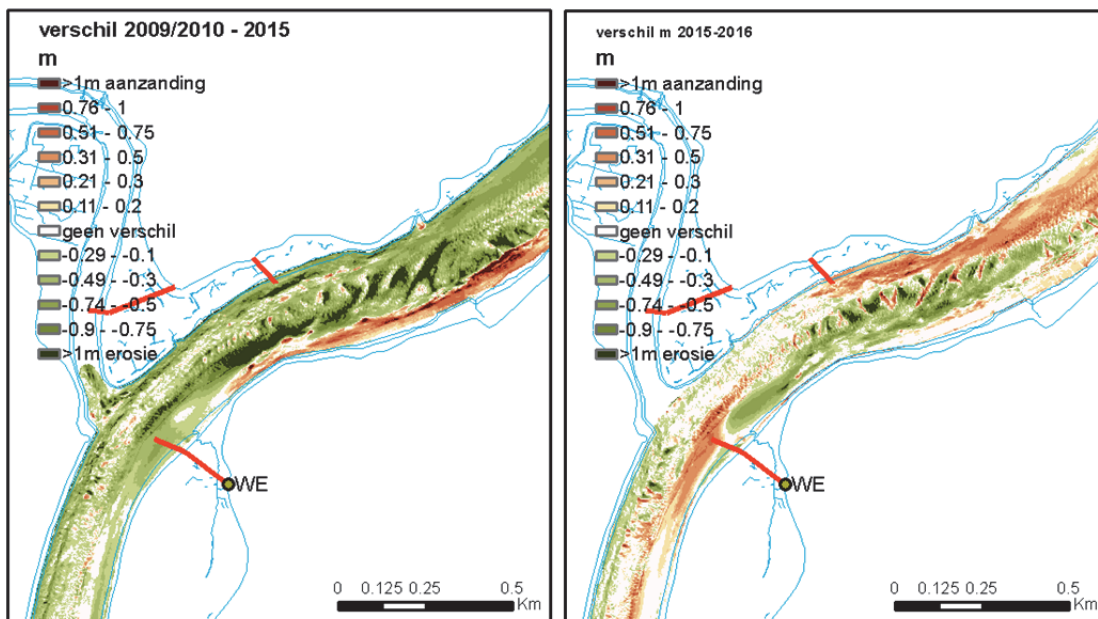 verschil 2009/2010 - 2015
m
>1m aanzanding
0.76 - 1
0.51 - 0.75
0.31 - 0.5
0.21 - 0.3
0.11 - 0.2
geen verschil
-0.29 - -0.1
-0.49 - -0.3
-0.74 - -0.5
-0.9 - -0.75
>1m erosie
WE
0 0.125 0.25 0.5
Km
verschil m 2015-2016
m
>1m aanzanding
0.76 - 1
0.51 - 0.75
0.31 - 0.5
0.21 - 0.3
0.11 - 0.2
geen verschil
-0.29 - -0.1
-0.49 - -0.3
-0.74 - -0.5
-0.9 - -0.75
>1m erosie
WE
0 0.125 0.25 0.5
Km